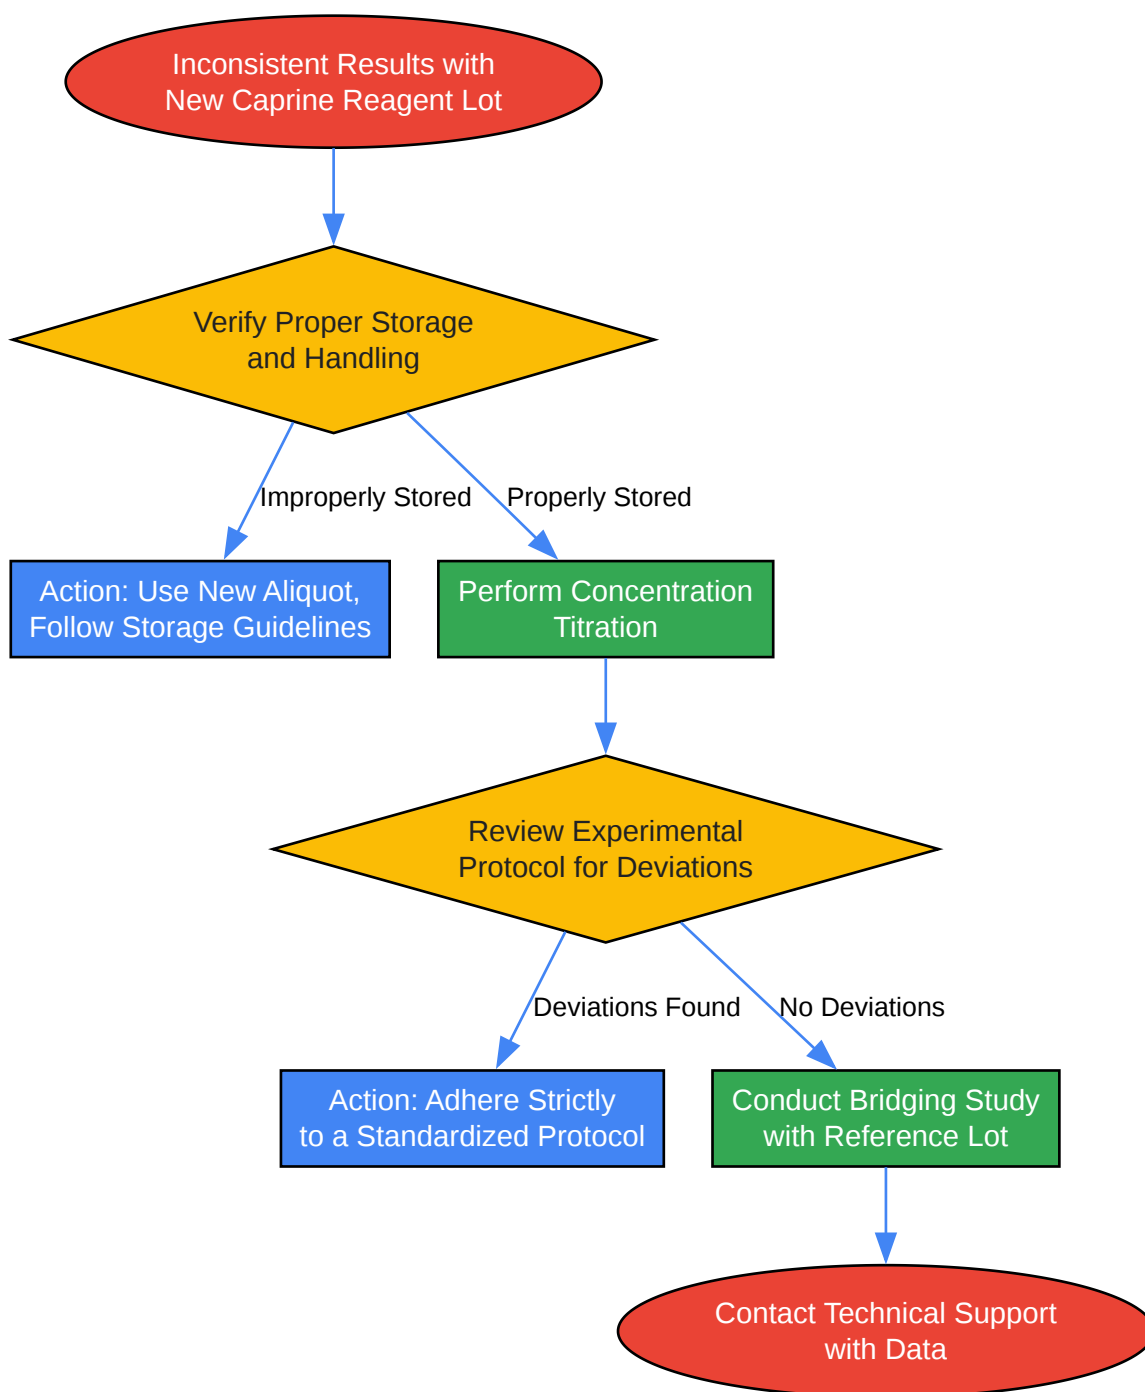 Inconsistent Results with
New Caprine Reagent Lot
Verify Proper Storage
and Handling
Improperly Stored
Properly Stored
Action: Use New Aliquot,
Follow Storage Guidelines
Perform Concentration
Titration
Review Experimental
Protocol for Deviations
Deviations Found
No Deviations
Action: Adhere Strictly
to a Standardized Protocol
Conduct Bridging Study
with Reference Lot
Contact Technical Support
with Data